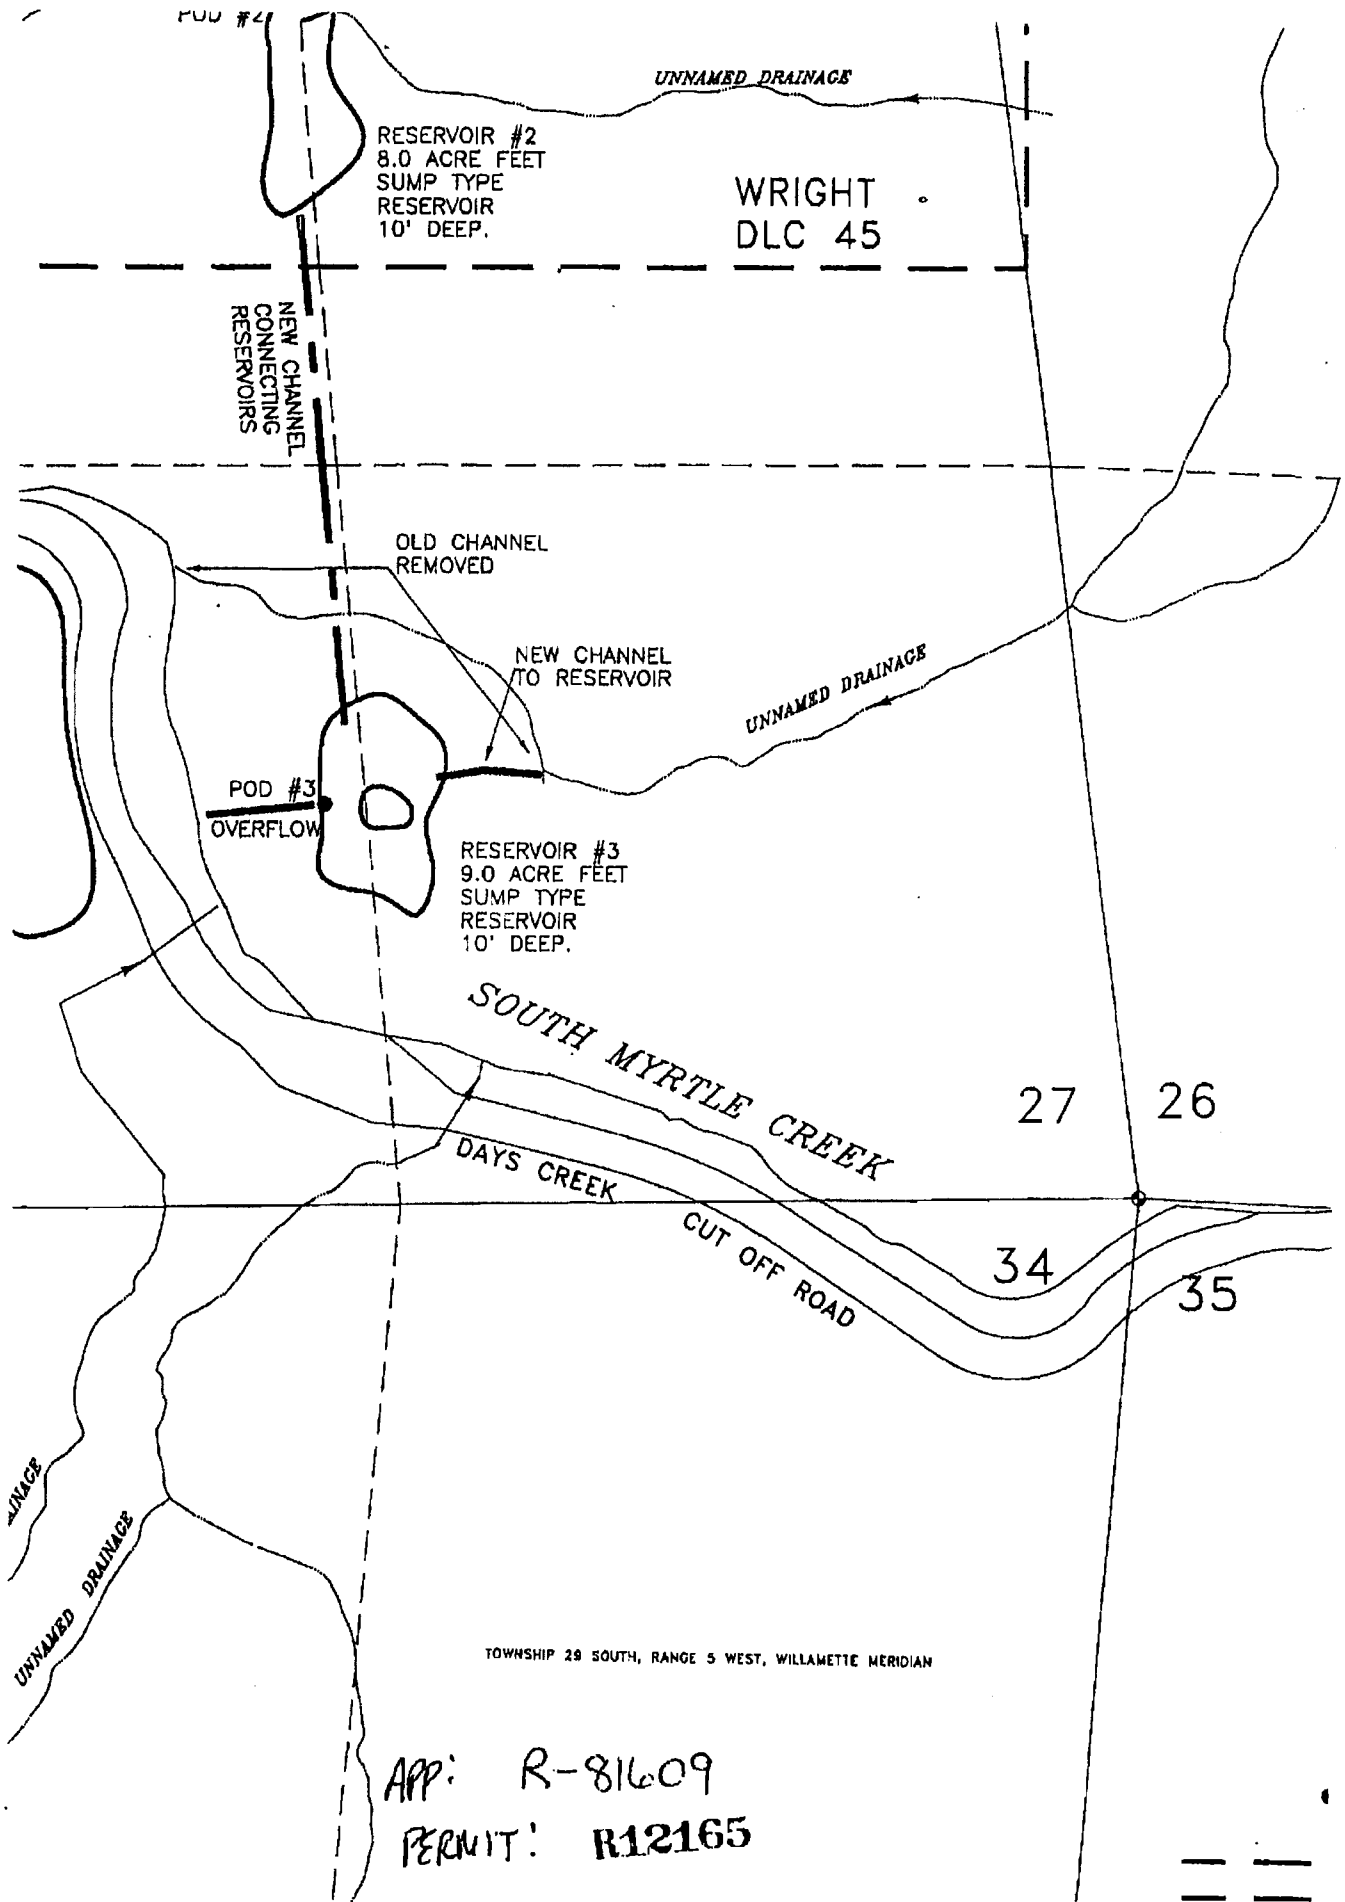 POD #2
UNNAMED DRAINAGE
RESERVOIR #2
8.0 ACRE FEET
SUMP TYPE
RESERVOIR
10' DEEP.
WRIGHT
DLC 45
NEW CHANNEL
CONNECTING
RESERVOIRS
OLD CHANNEL
REMOVED
NEW CHANNEL
TO RESERVOIR
UNNAMED DRAINAGE
POD #3
OVERFLOW
RESERVOIR #3
9.0 ACRE FEET
SUMP TYPE
RESERVOIR
10' DEEP.
SOUTH MYRTLE CREEK
27 26
DAYS CREEK
CUT OFF ROAD
34
35
AINAGE
UNNAMED DRAINAGE
TOWNSHIP 29 SOUTH, RANGE 5 WEST, WILLAMETTE MERIDIAN
APP: R-81609
PERMIT: R12165